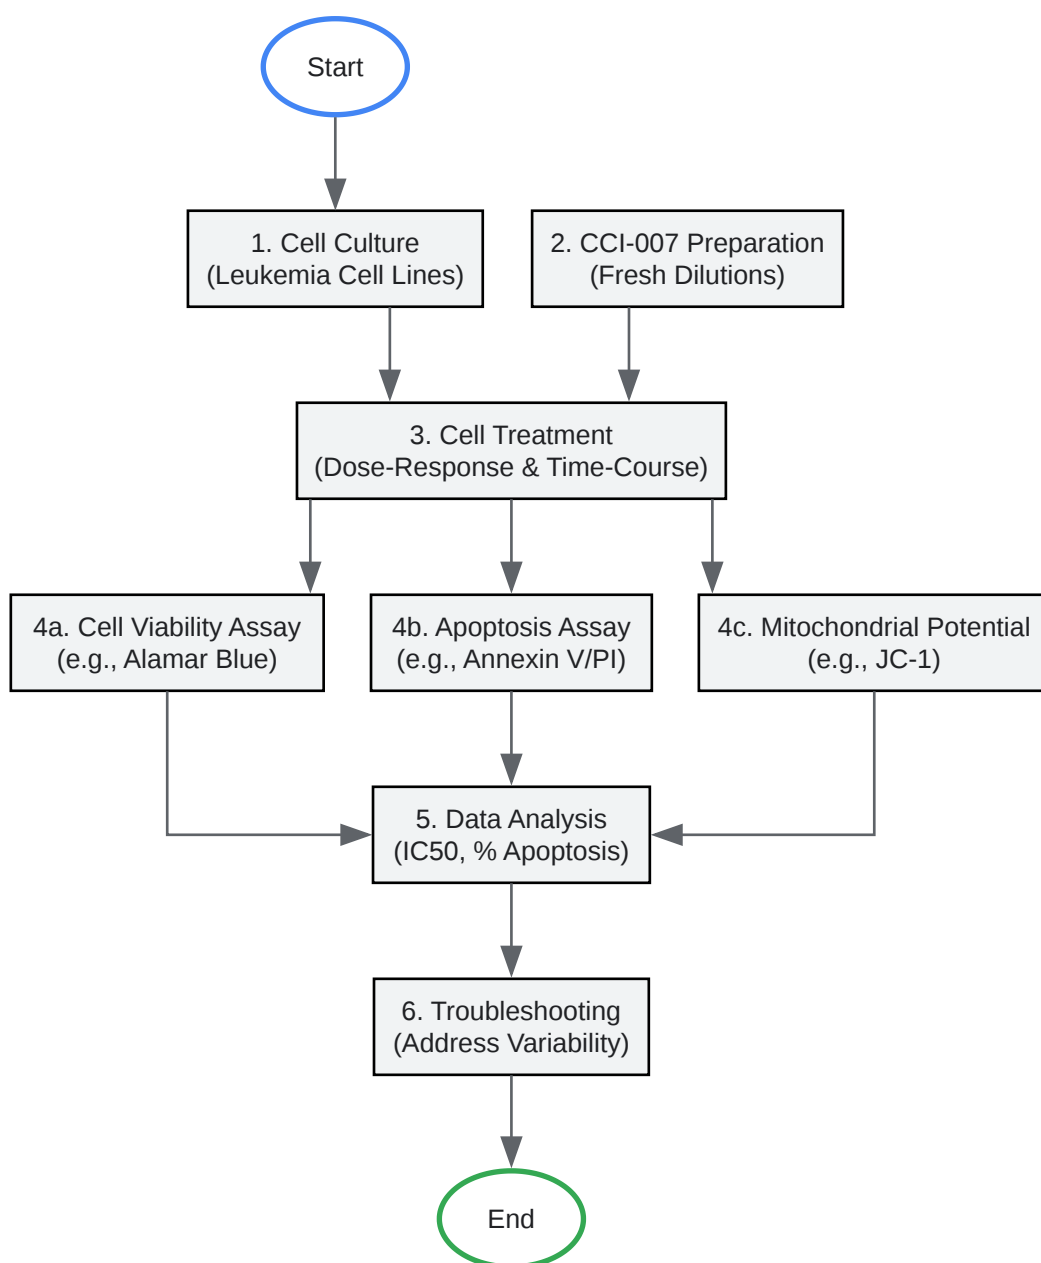 Start
1. Cell Culture
(Leukemia Cell Lines)
2. CCI-007 Preparation
(Fresh Dilutions)
3. Cell Treatment
(Dose-Response & Time-Course)
4a. Cell Viability Assay
(e.g., Alamar Blue)
4b. Apoptosis Assay
(e.g., Annexin V/PI)
4c. Mitochondrial Potential
(e.g., JC-1)
5. Data Analysis
(IC50, % Apoptosis)
6. Troubleshooting
(Address Variability)
End